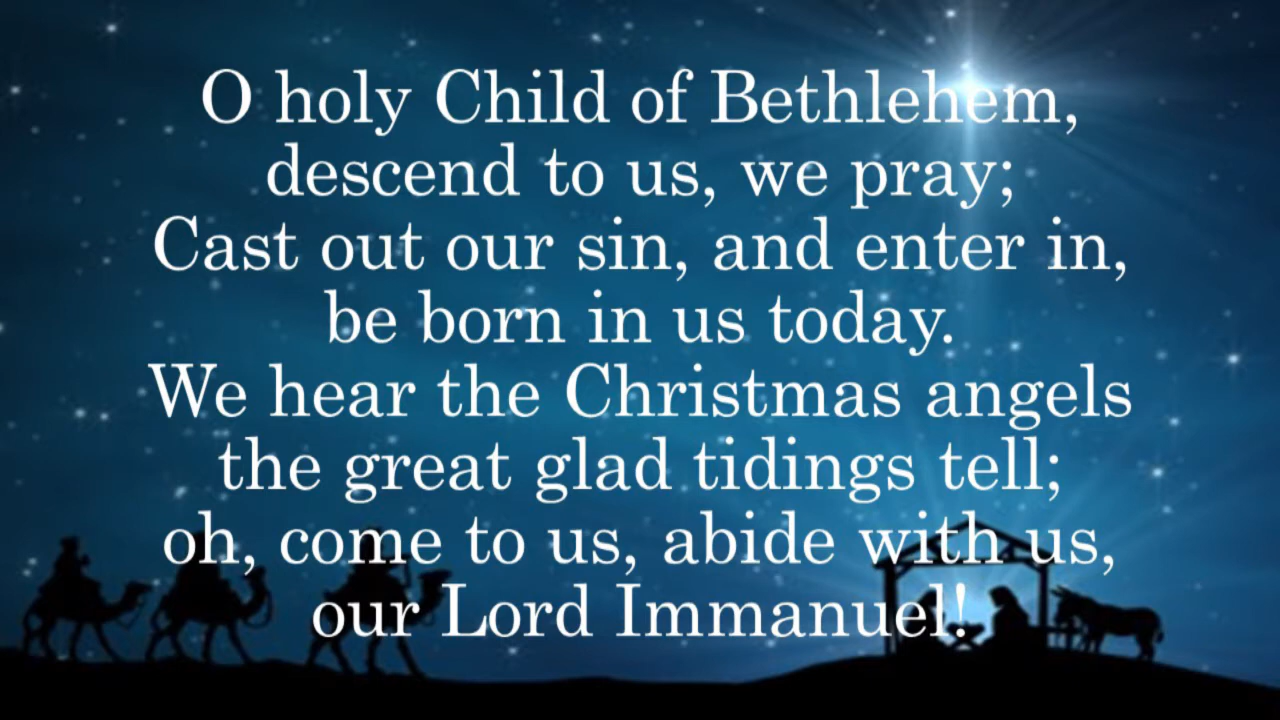 O holy Child of Bethlehem,
descend to us, we pray;
Cast out our sin, and enter in,
be born in us today.
We hear the Christmas angels
the great glad tidings tell;
oh, come to us, abide with us,
our Lord Immanuel!